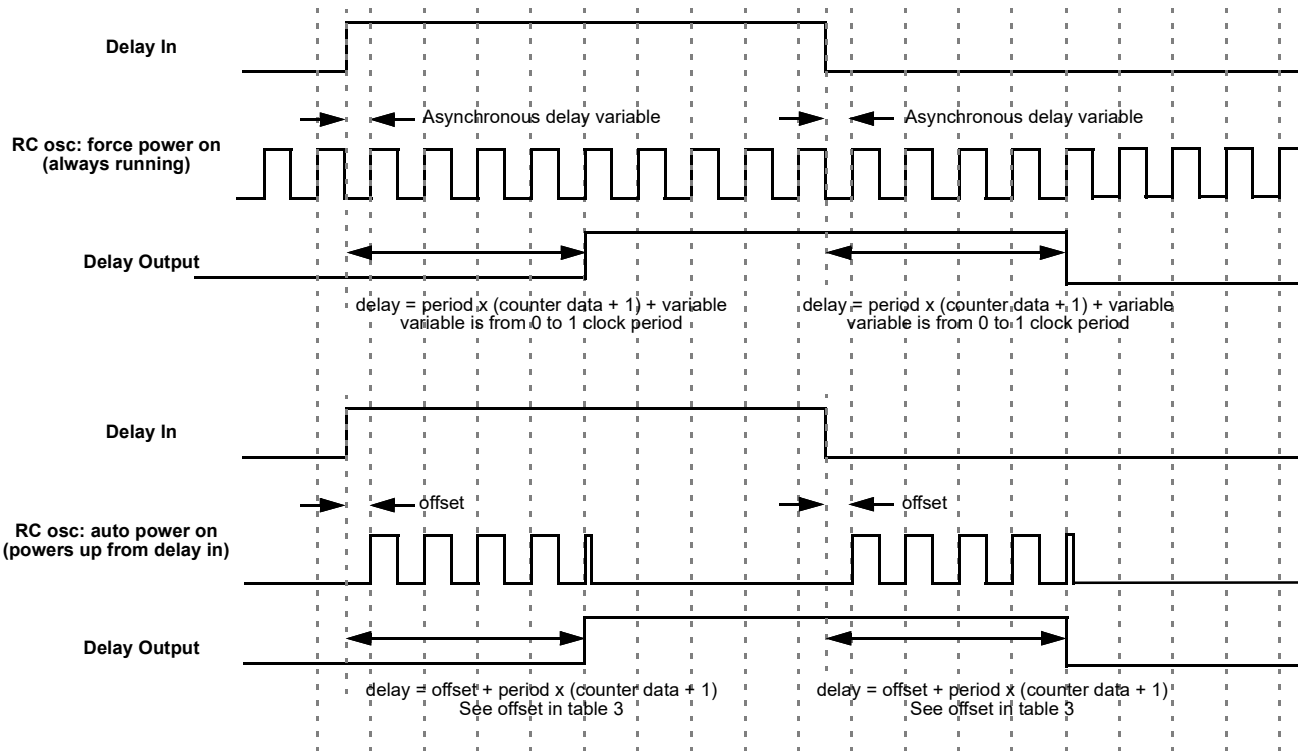 Delay In
Asynchronous delay variable
Asynchronous delay variable
RC osc: force power on
(always running)
Delay Output
delay = period x (counter data + 1) + variable
variable is from 0 to 1 clock period
delay = period x (counter data + 1) + variable
variable is from 0 to 1 clock period
Delay In
offset
offset
RC osc: auto power on
(powers up from delay in)
Delay Output
delay = offset + period x (counter data + 1)
See offset in table 3
delay = offset + period x (counter data + 1)
See offset in table 3